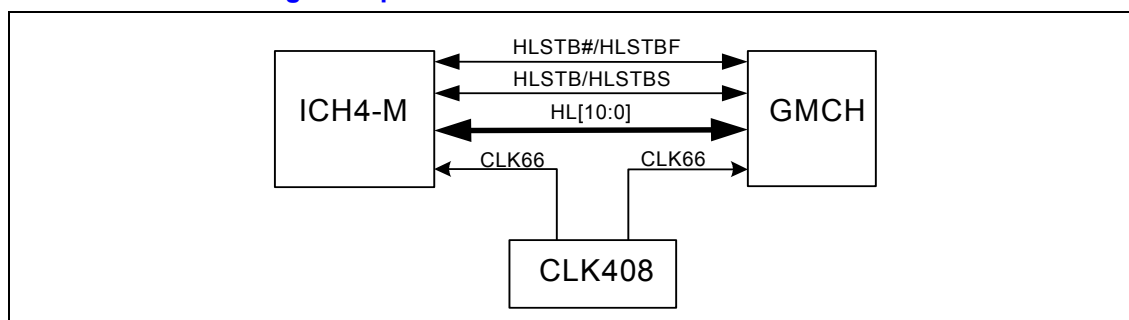 HLSTB#/HLSTBF
HLSTB/HLSTBS
HL[10:0]
ICH4-M
GMCH
CLK66
CLK66
CLK408